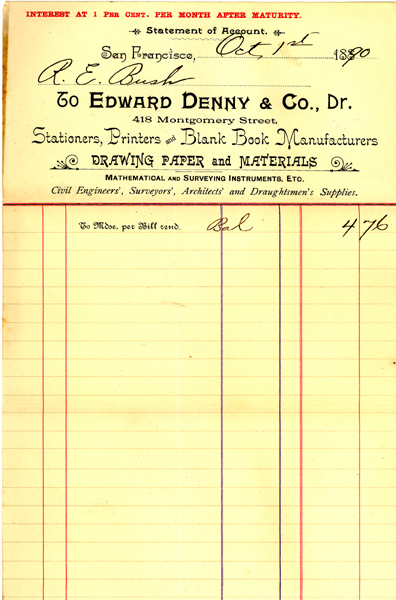 INTEREST AT 1 PER CENT. PER MONTH AFTER MATURITY.
Statement of Account.
San Francisco, Oct, 1st 1890
R. E. Bush
To EDWARD DENNY & CO., DR.
418 Montgomery Street,
Stationers, Printers and Blank Book Manufacturers
DRAWING PAPER and MATERIALS
MATHEMATICAL AND SURVEYING INSTRUMENTS, ETC.
Civil Engineers', Surveyors', Architects' and Draughtsmen's Supplies.
To Mdse. per Bill rend. Bal 4 76